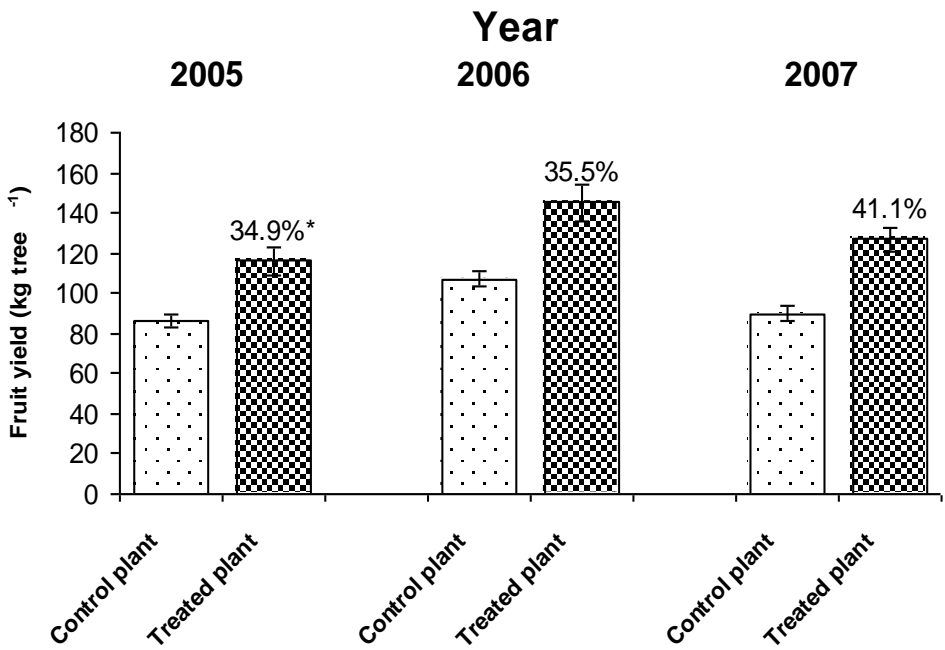 Year
2005 2006 2007
Fruit yield (kg tree -1)
180
160
140
120
100
80
60
40
20
0
34.9%*
35.5%
41.1%
Control plant
Treated plant
Control plant
Treated plant
Control plant
Treated plant